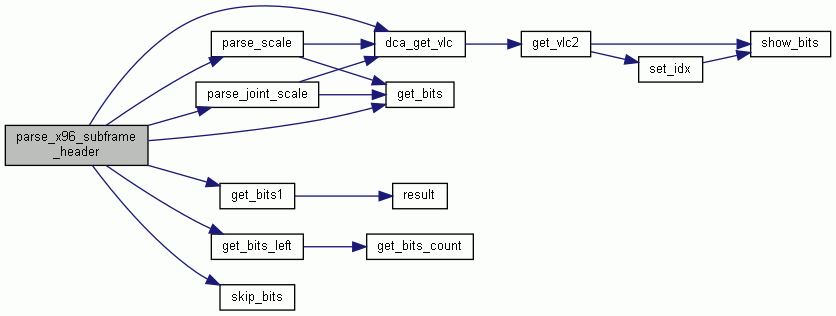 parse_scale
dca_get_vlc
get_vlc2
show_bits
set_idx
parse_joint_scale
get_bits
parse_x96_subframe
_header
get_bits1
result
get_bits_left
get_bits_count
skip_bits